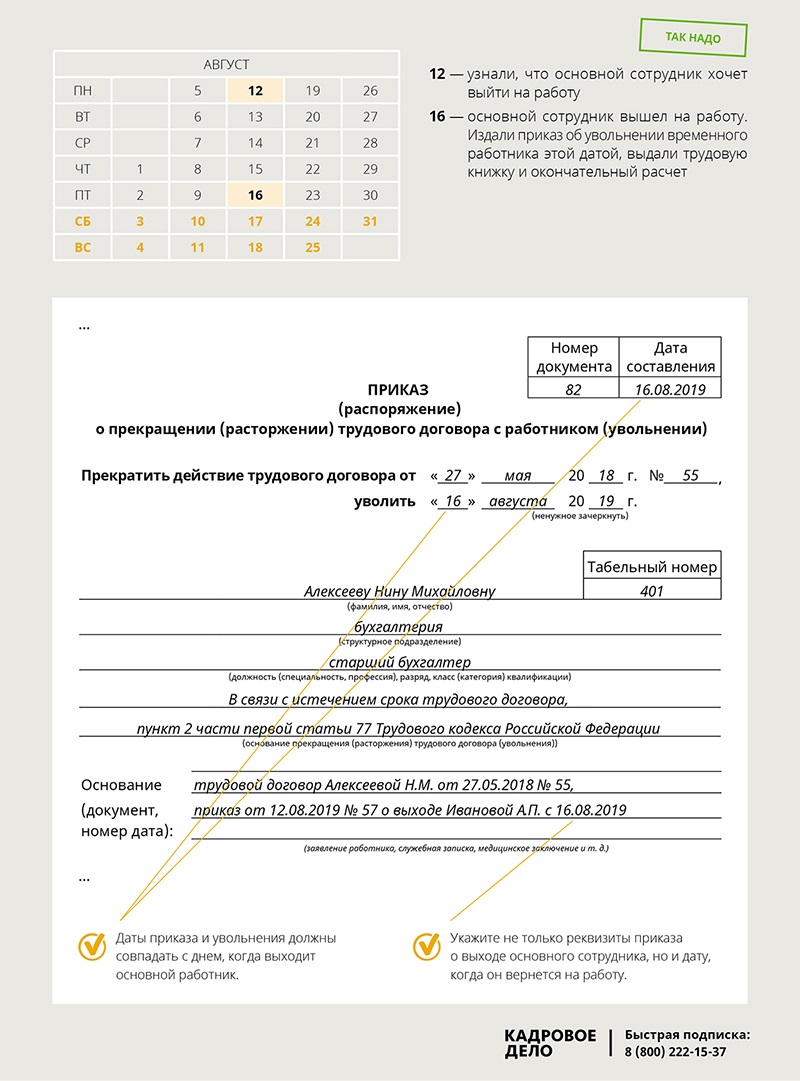 ТАК НАДО
АВГУСТ
ПН 5 12 19 26
ВТ 6 13 20 27
СР 7 14 21 28
ЧТ 1 8 15 22 29
ПТ 2 9 16 23 30
СБ 3 10 17 24 31
ВС 4 11 18 25
12 — узнали, что основной сотрудник хочет
выйти на работу
16 — основной сотрудник вышел на работу.
Издали приказ об увольнении временного
работника этой датой, выдали трудовую
книжку и окончательный расчет
...
Номер Дата
документа составления
82 16.08.2019
ПРИКАЗ
(распоряжение)
о прекращении (расторжении) трудового договора с работником (увольнении)
Прекратить действие трудового договора от « 27 » мая 20 18 г. № 55 ,
уволить « 16 » августа 20 19 г.
(ненужное зачеркнуть)
Табельный номер
Алексееву Нину Михайловну 401
(фамилия, имя, отчество)
бухгалтерия
(структурное подразделение)
старший бухгалтер
(должность (специальность, профессия), разряд, класс (категория) квалификации)
В связи с истечением срока трудового договора,
пункт 2 части первой статьи 77 Трудового кодекса Российской Федерации
(основание прекращения (расторжения) трудового договора (увольнения))
Основание трудовой договор Алексеевой Н.М. от 27.05.2018 № 55,
(документ, приказ от 12.08.2019 № 57 о выходе Ивановой А.П. с 16.08.2019
номер дата):
(заявление работника, служебная записка, медицинское заключение и т. д.)
...
Даты приказа и увольнения должны
совпадать с днем, когда выходит
основной работник.
Укажите не только реквизиты приказа
о выходе основного сотрудника, но и дату,
когда он вернется на работу.
КАДРОВОЕ
ДЕЛО
Быстрая подписка:
8 (800) 222-15-37